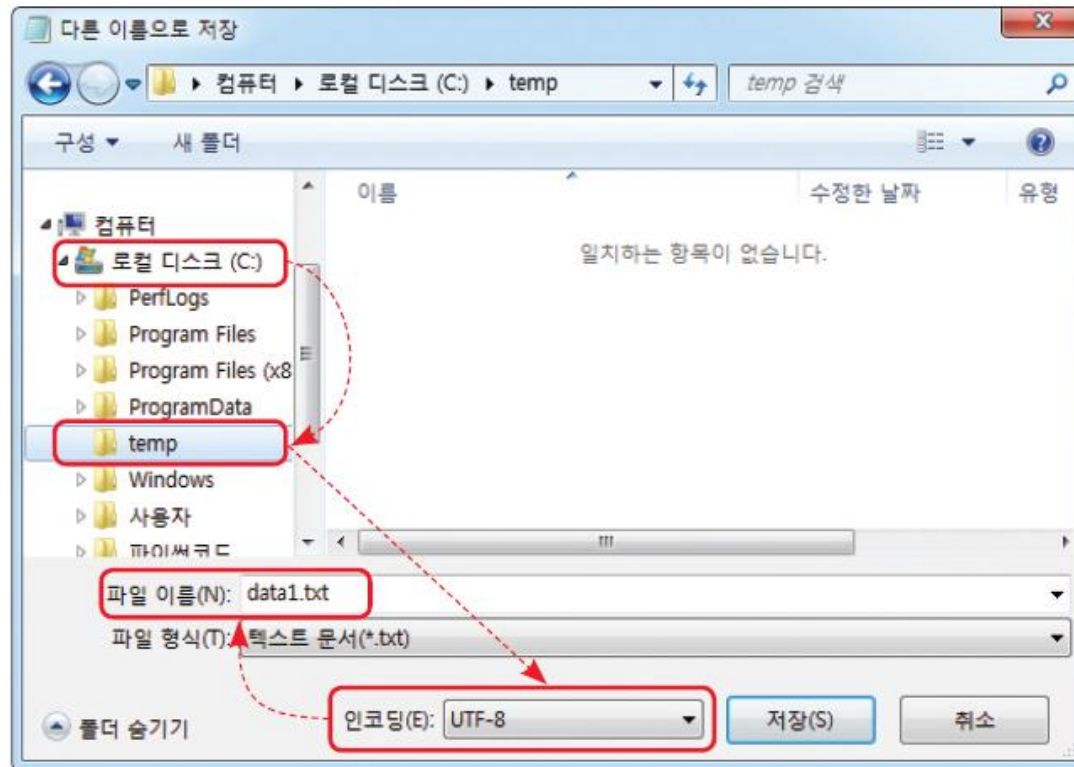 다른 이름으로 저장
컴퓨터 로컬 디스크 (C:) temp
temp 검색
구성 새 폴더
이름 수정한 날짜 유형
일치하는 항목이 없습니다.
컴퓨터
로컬 디스크 (C:)
PerfLogs
Program Files
Program Files (x8
ProgramData
temp
Windows
사용자
파이썬코드
파일 이름(N): data1.txt
파일 형식(T): 텍스트 문서(*.txt)
폴더 숨기기
인코딩(E): UTF-8
저장(S)
취소